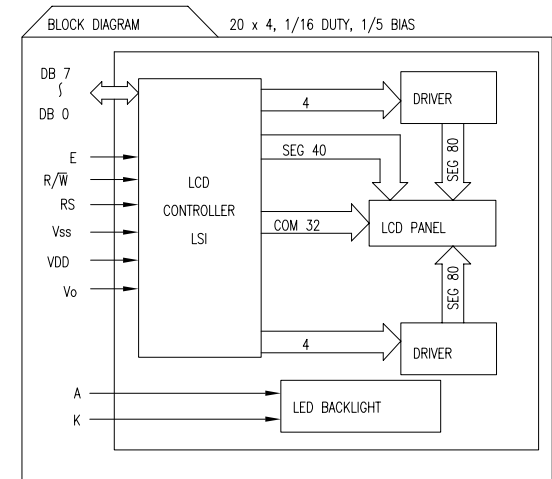 BLOCK DIAGRAM
20 x 4, 1/16 DUTY, 1/5 BIAS
DB 7
∫
DB 0
E
R/W̅
RS
Vss
VDD
Vo
A
K
LCD
CONTROLLER
LSI
4
SEG 40
COM 32
4
DRIVER
SEG 80
LCD PANEL
SEG 80
DRIVER
LED BACKLIGHT